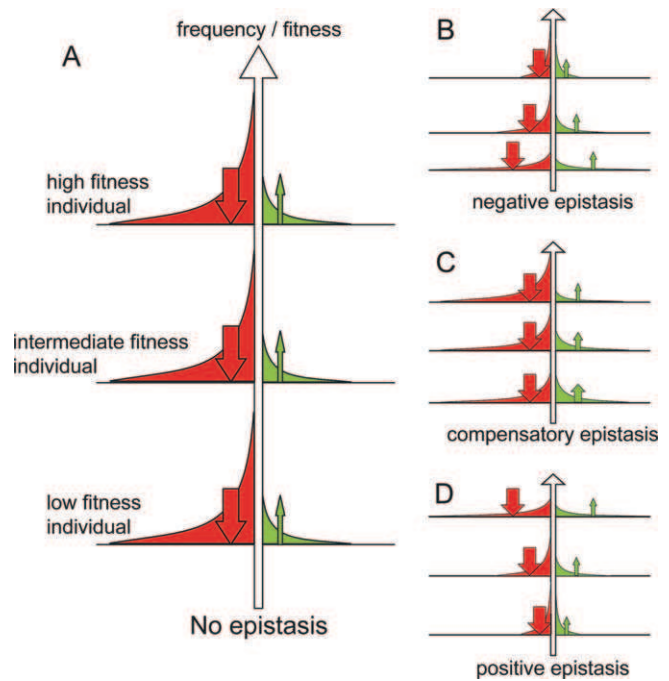 A
frequency / fitness
high fitness
individual
intermediate fitness
individual
low fitness
individual
No epistasis
B
negative epistasis
C
compensatory epistasis
D
positive epistasis